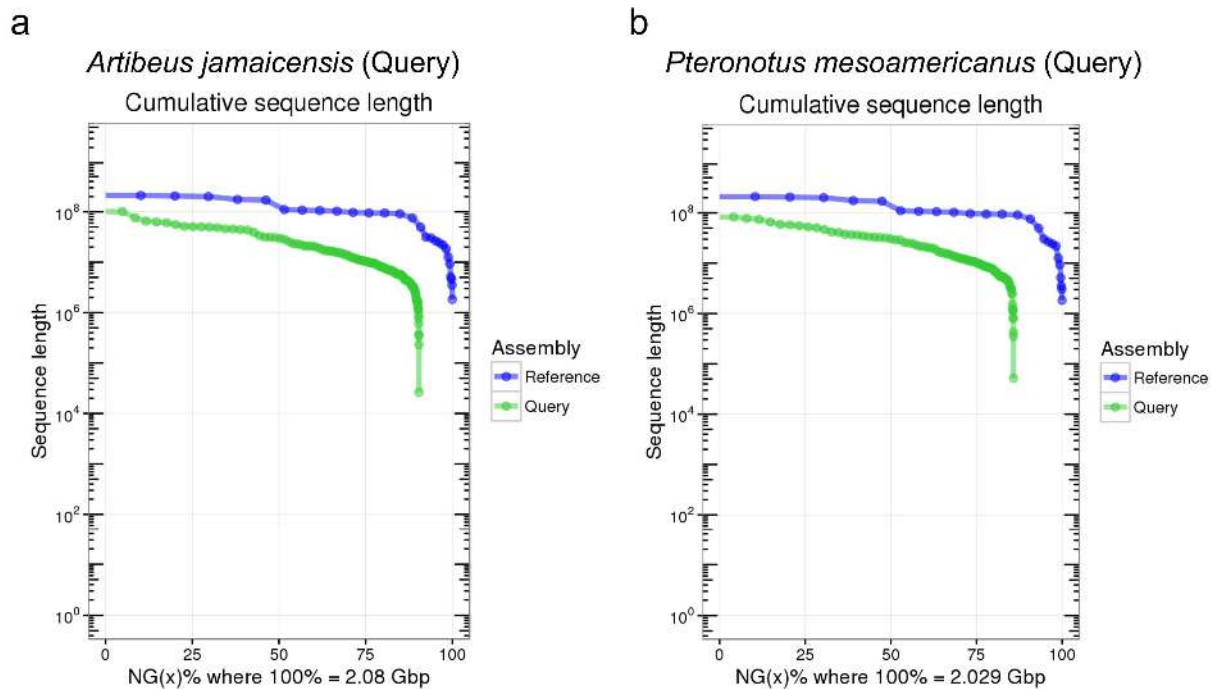 a
Artibeus jamaicensis (Query)
Cumulative sequence length
Sequence length
10^8
10^6
10^4
10^2
10^0
0 25 50 75 100
NG(x)% where 100% = 2.08 Gbp
Assembly
Reference
Query
b
Pteronotus mesoamericanus (Query)
Cumulative sequence length
Sequence length
10^8
10^6
10^4
10^2
10^0
0 25 50 75 100
NG(x)% where 100% = 2.029 Gbp
Assembly
Reference
Query